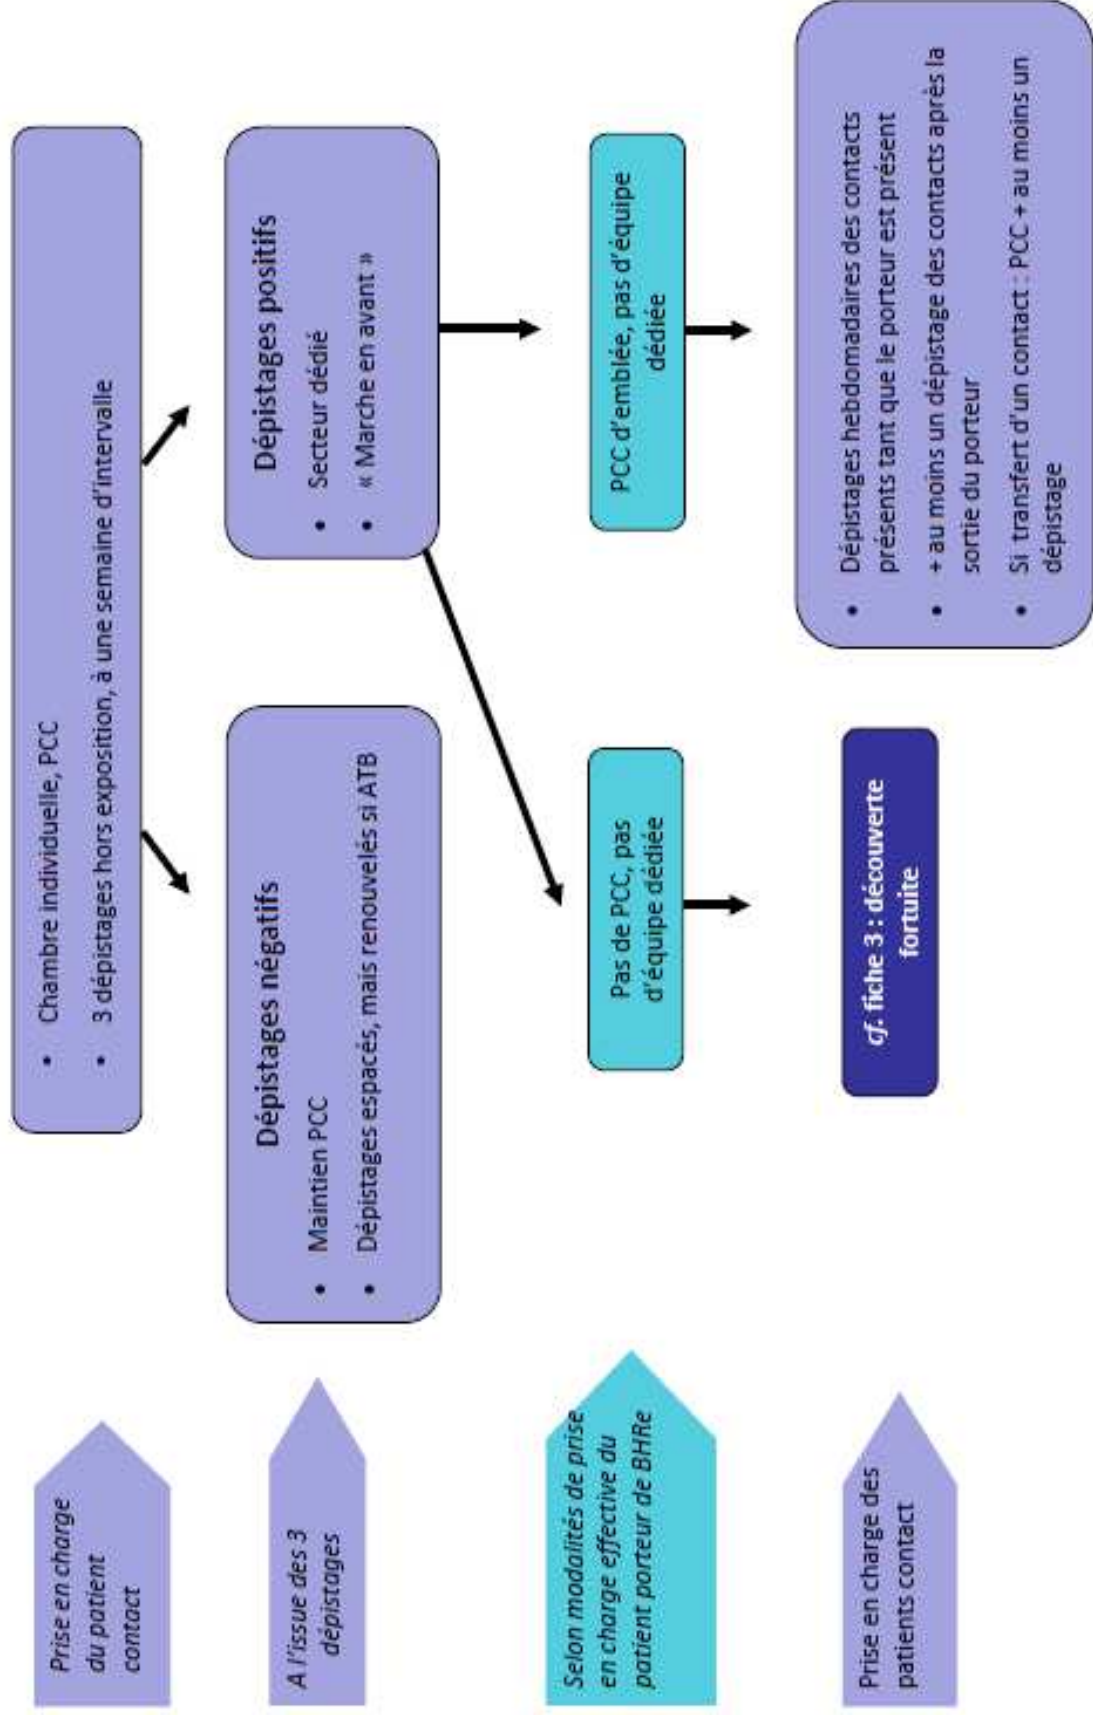 Prise en charge
du patient
contact
• Chambre individuelle, PCC
• 3 dépistages hors exposition, à une semaine d'intervalle
A l'issue des 3
dépistages
Dépistages négatifs
• Maintien PCC
• Dépistages espacés, mais renouvelés si ATB
Dépistages positifs
• Secteur dédié
• « Marche en avant »
Selon modalités de prise
en charge effective du
patient porteur de BHRe
Pas de PCC, pas
d'équipe dédiée
PCC d'emblée, pas d'équipe
dédiée
Prise en charge des
patients contact
cf. fiche 3 : découverte
fortuite
• Dépistages hebdomadaires des contacts
présents tant que le porteur est présent
• + au moins un dépistage des contacts après la
sortie du porteur
• Si transfert d'un contact : PCC + au moins un
dépistage